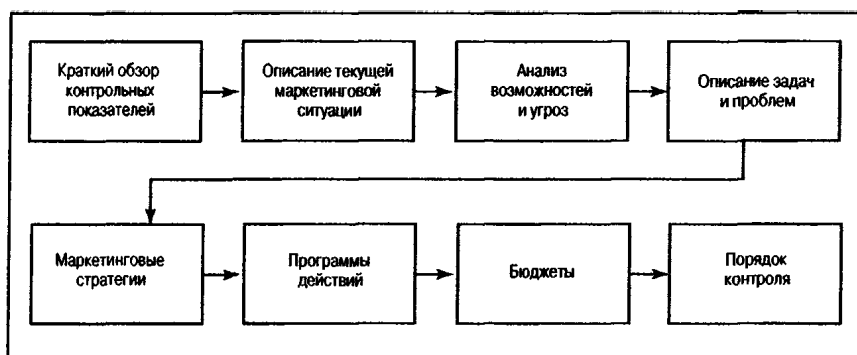 Краткий обзор
контрольных
показателей
Описание текущей
маркетинговой
ситуации
Анализ
возможностей
и угроз
Описание задач
и проблем
Маркетинговые
стратегии
Программы
действий
Бюджеты
Порядок
контроля